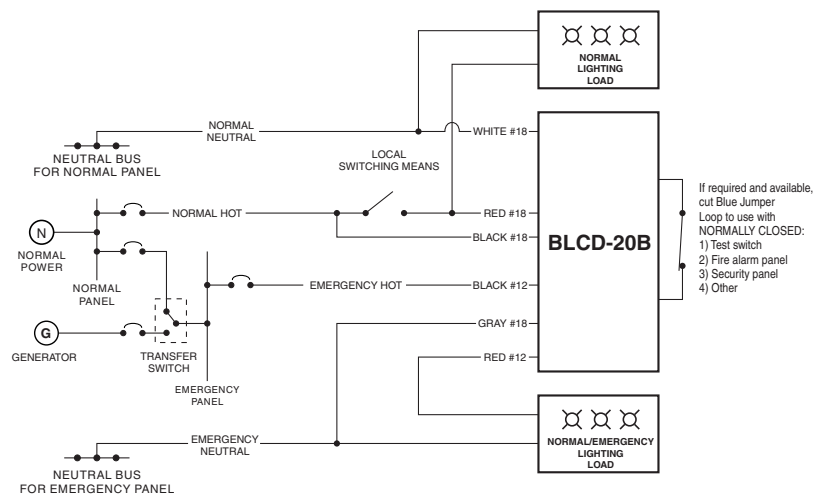 NORMAL
LIGHTING
LOAD
NORMAL
NEUTRAL
WHITE #18
NEUTRAL BUS
FOR NORMAL PANEL
LOCAL
SWITCHING MEANS
NORMAL HOT
RED #18
BLACK #18
N
NORMAL
POWER
NORMAL
PANEL
BLCD-20B
If required and available,
cut Blue Jumper
Loop to use with
NORMALLY CLOSED:
1) Test switch
2) Fire alarm panel
3) Security panel
4) Other
EMERGENCY HOT
BLACK #12
GRAY #18
G
GENERATOR
TRANSFER
SWITCH
RED #12
EMERGENCY
PANEL
EMERGENCY
NEUTRAL
NORMAL/EMERGENCY
LIGHTING
LOAD
NEUTRAL BUS
FOR EMERGENCY PANEL